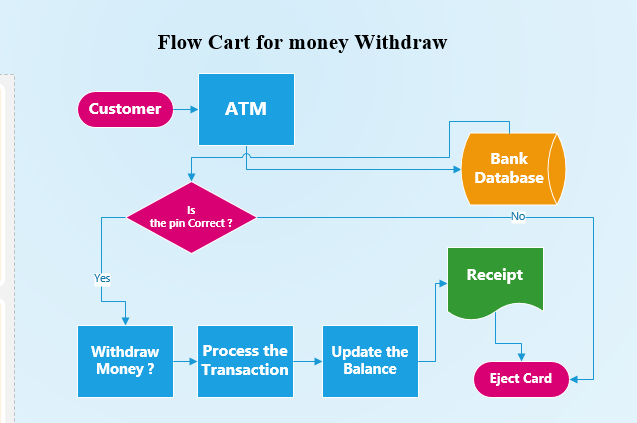 Flow Cart for money Withdraw
Customer
ATM
Bank
Database
Is
the pin Correct ?
No
Yes
Receipt
Withdraw
Money ?
Process the
Transaction
Update the
Balance
Eject Card